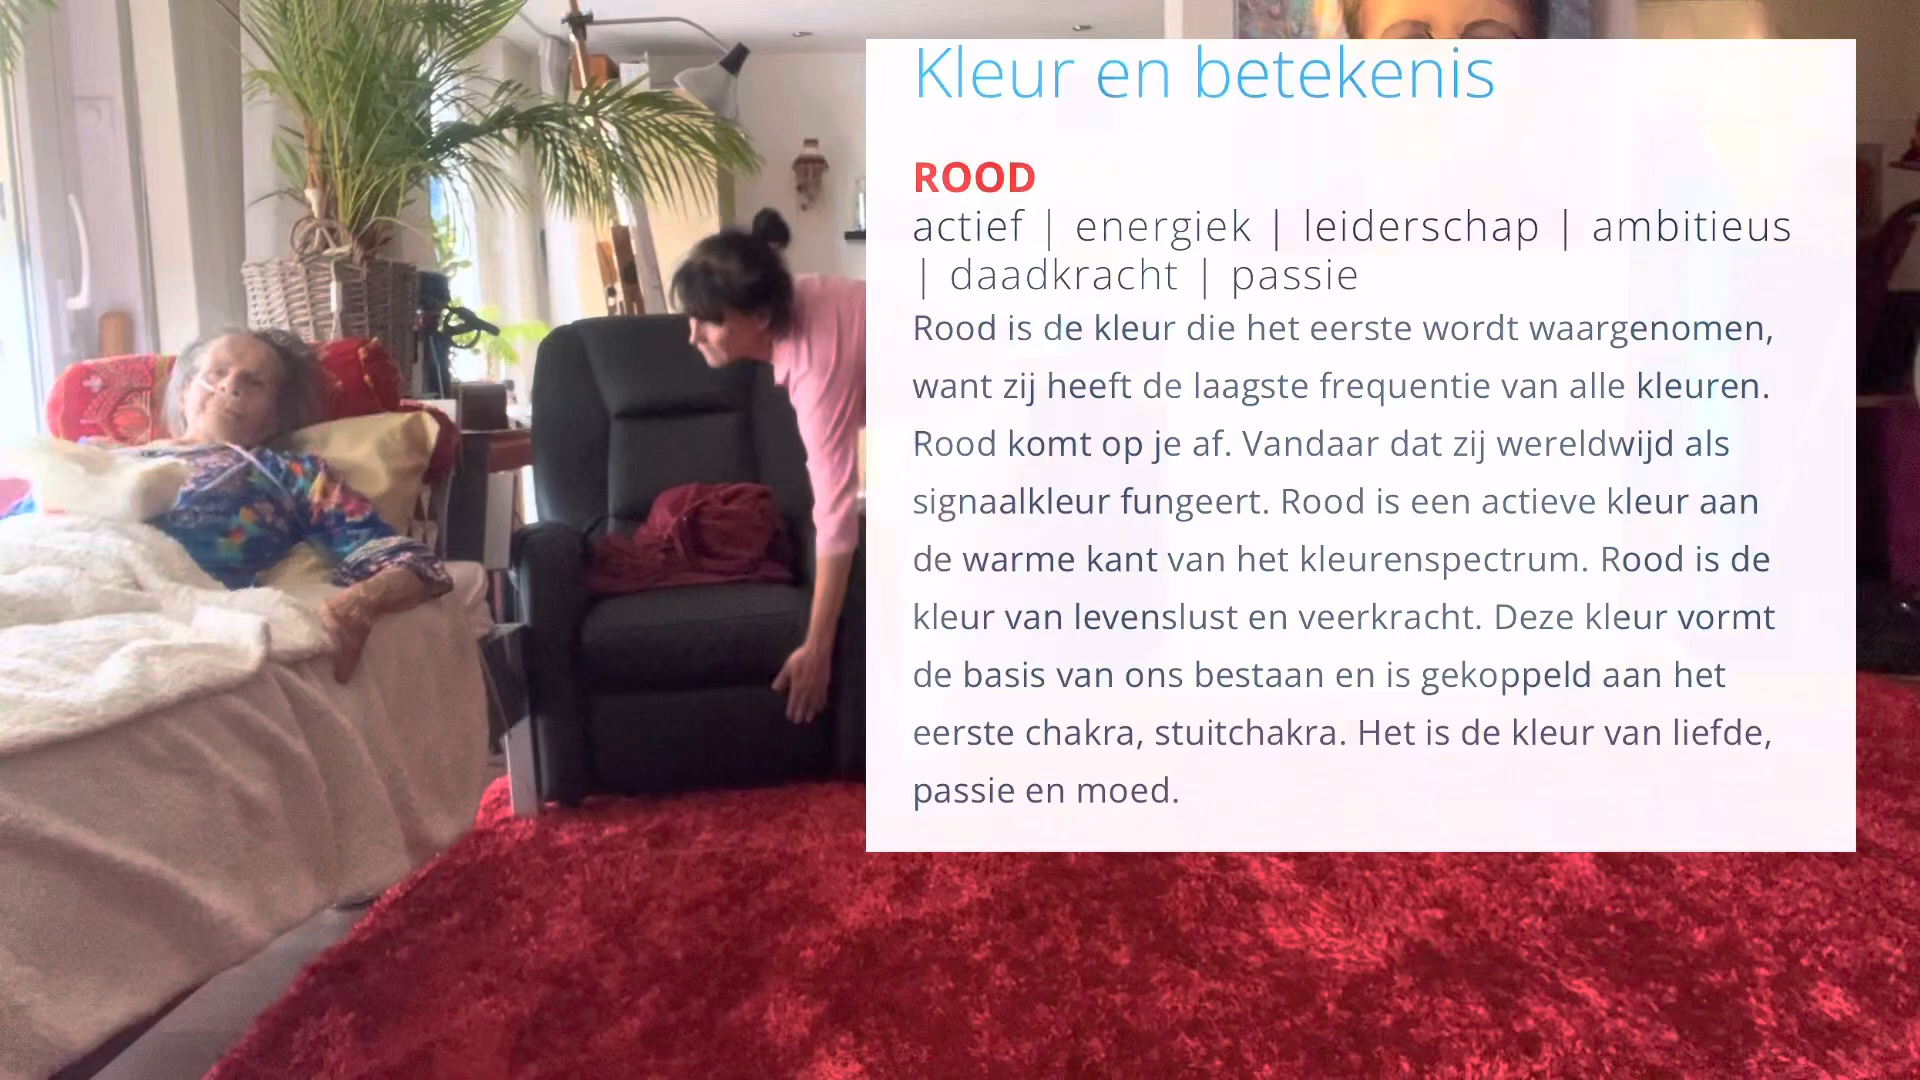 Kleur en betekenis
ROOD
actief | energiek | leiderschap | ambitieus
| daadkracht | passie
Rood is de kleur die het eerste wordt waargenomen,
want zij heeft de laagste frequentie van alle kleuren.
Rood komt op je af. Vandaar dat zij wereldwijd als
signaalkleur fungeert. Rood is een actieve kleur aan
de warme kant van het kleurenspectrum. Rood is de
kleur van levenslust en veerkracht. Deze kleur vormt
de basis van ons bestaan en is gekoppeld aan het
eerste chakra, stuitchakra. Het is de kleur van liefde,
passie en moed.